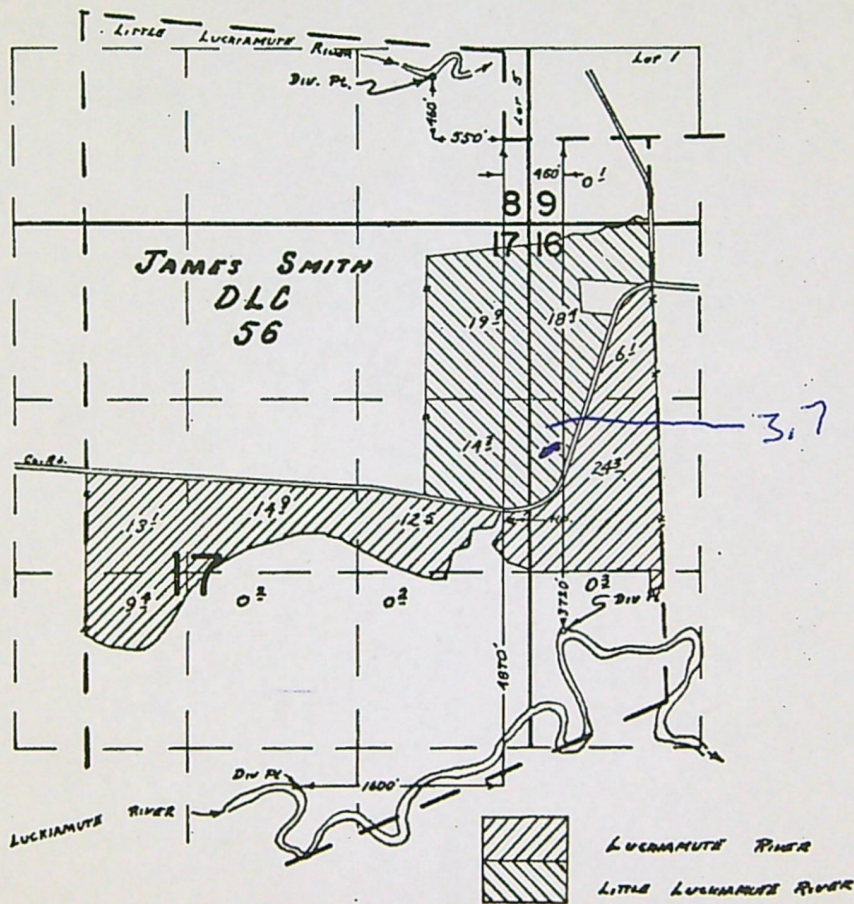 LITTLE LUCKIAMUTE RIVER
Lot 1
DIV. PT.
Lot 5
460'
550'
460'
0.1
8 9
17 16
JAMES SMITH
DLC
56
19.9
18.4
6.1
3.7
14.3
24.3
Co. Rd.
13.1
14.9
12.5
17
9.4
0.2
0.2
0.3
DIV PT
3720'
4870'
DIV PT.
1600'
LUCKIAMUTE RIVER
LUCKIAMUTE RIVER
LITTLE LUCKIAMUTE RIVER